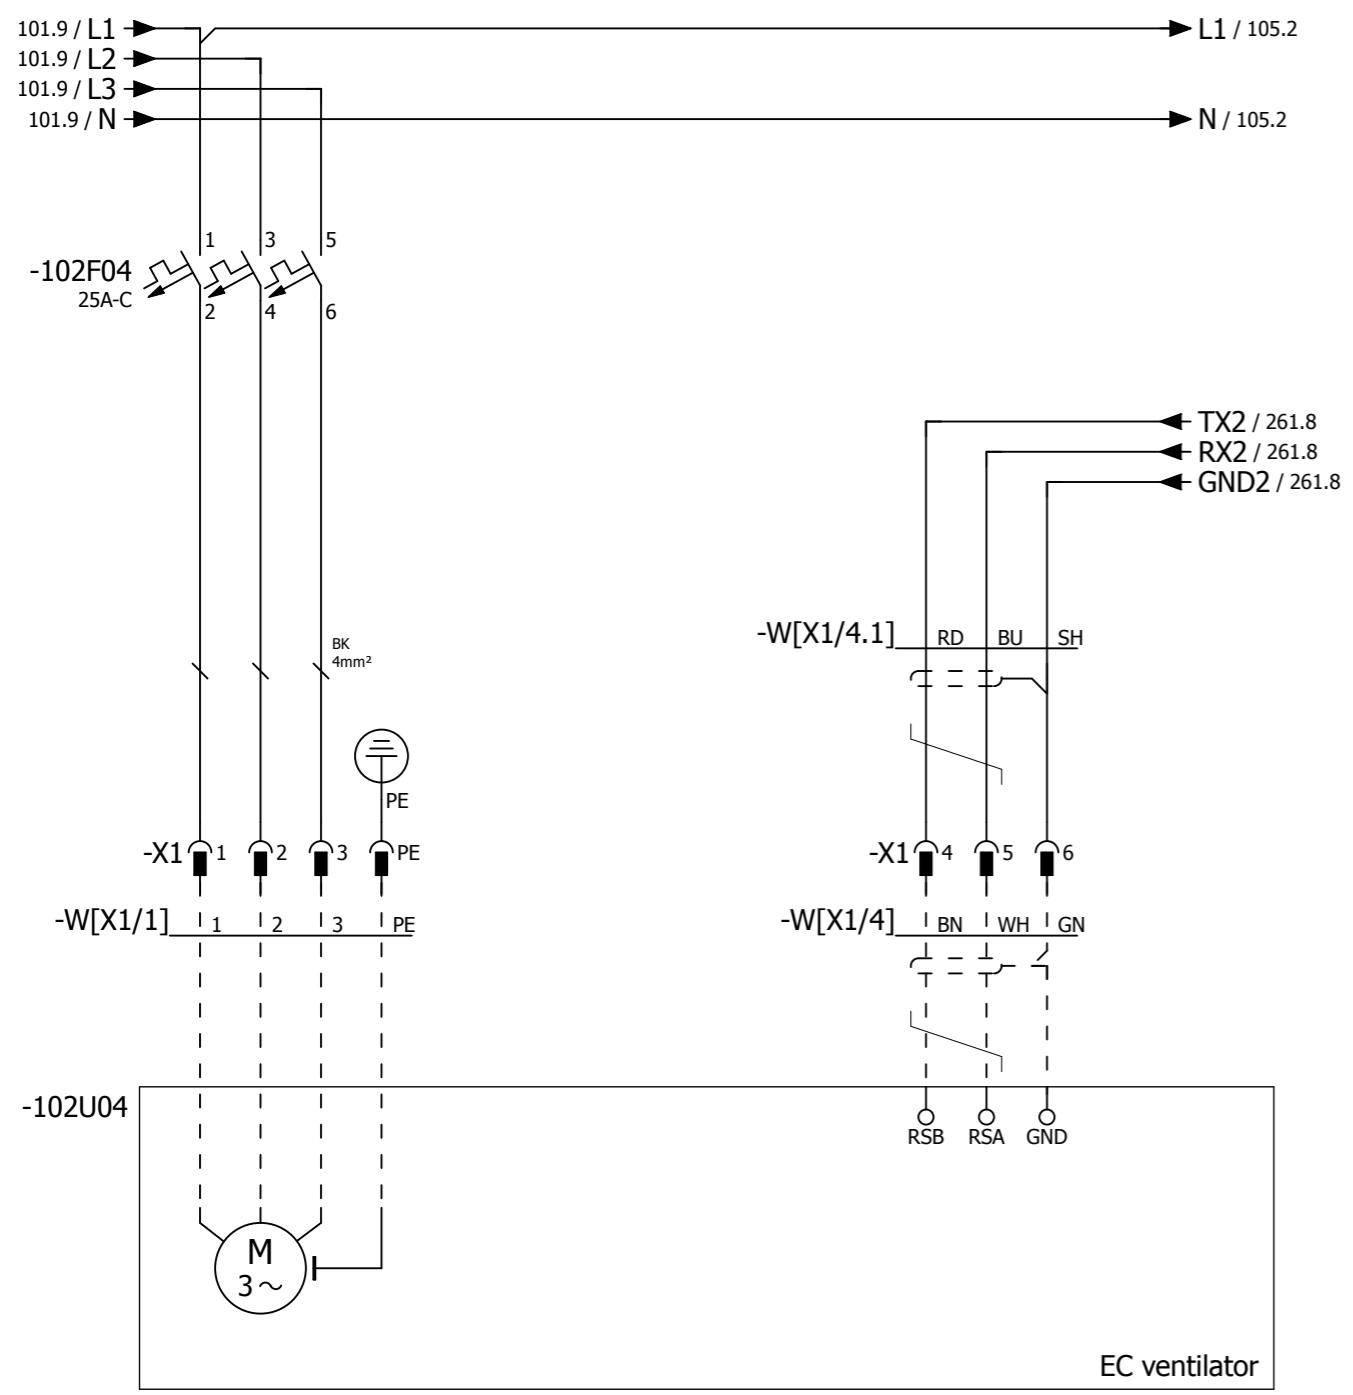 101.9 / L1
L1 / 105.2
101.9 / L2
101.9 / L3
101.9 / N
N / 105.2
1 3 5
-102F04
25A-C
2 4 6
TX2 / 261.8
RX2 / 261.8
GND2 / 261.8
-W[X1/4.1] RD BU SH
BK
4mm²
PE
-X1 1 2 3 PE
-X1 4 5 6
-W[X1/1] 1 2 3 PE
-W[X1/4] BN WH GN
-102U04
RSB RSA GND
M
3~
EC ventilator